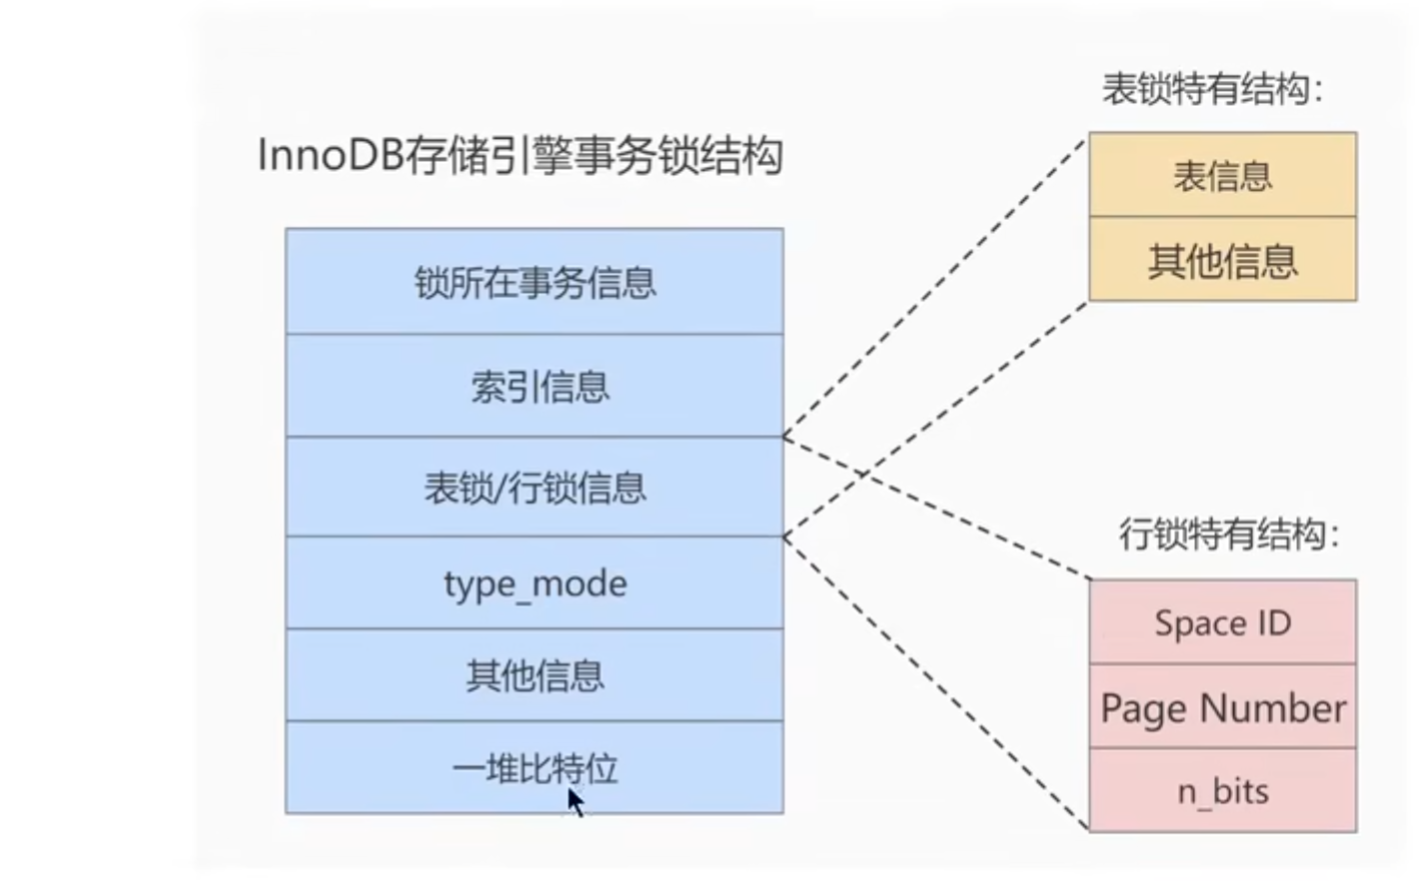 InnoDB存储引擎事务锁结构
锁所在事务信息
索引信息
表锁/行锁信息
type_mode
其他信息
一堆比特位
表锁特有结构：
表信息
其他信息
行锁特有结构：
Space ID
Page Number
n_bits